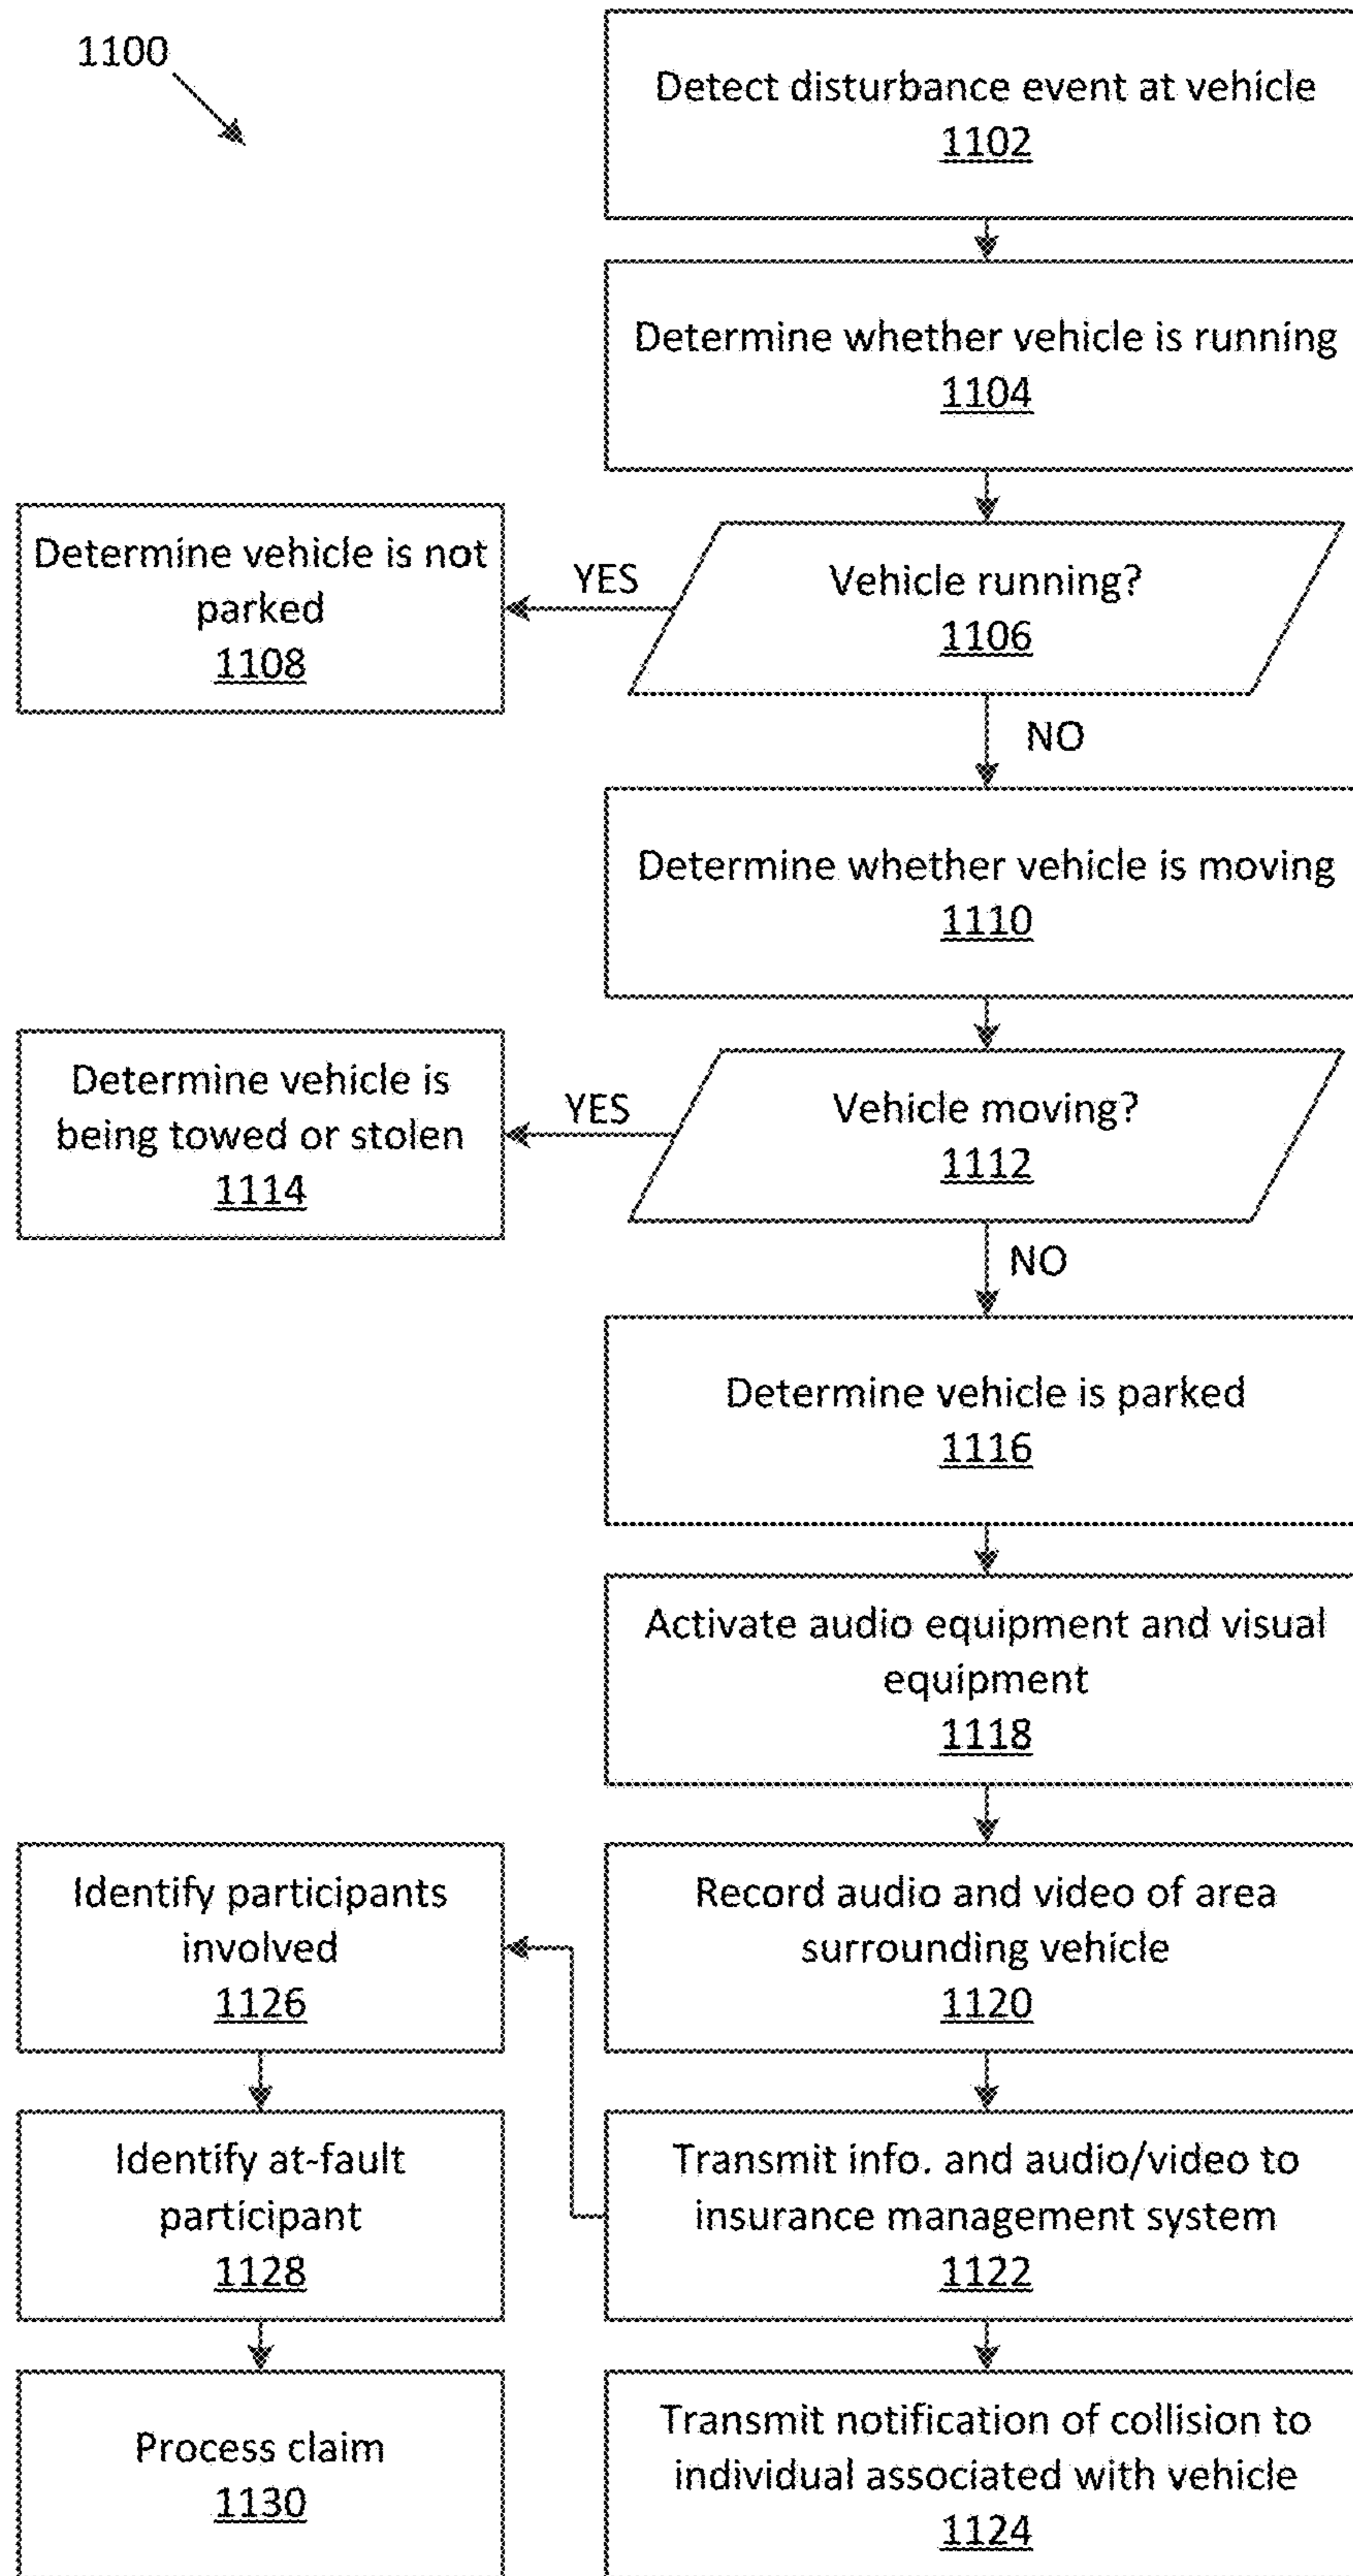 1100
Detect disturbance event at vehicle
1102
Determine whether vehicle is running
1104
Determine vehicle is not
parked
1108
YES
Vehicle running?
1106
NO
Determine whether vehicle is moving
1110
Determine vehicle is
being towed or stolen
1114
YES
Vehicle moving?
1112
NO
Determine vehicle is parked
1116
Activate audio equipment and visual
equipment
1118
Record audio and video of area
surrounding vehicle
1120
Transmit info. and audio/video to
insurance management system
1122
Transmit notification of collision to
individual associated with vehicle
1124
Identify participants
involved
1126
Identify at-fault
participant
1128
Process claim
1130